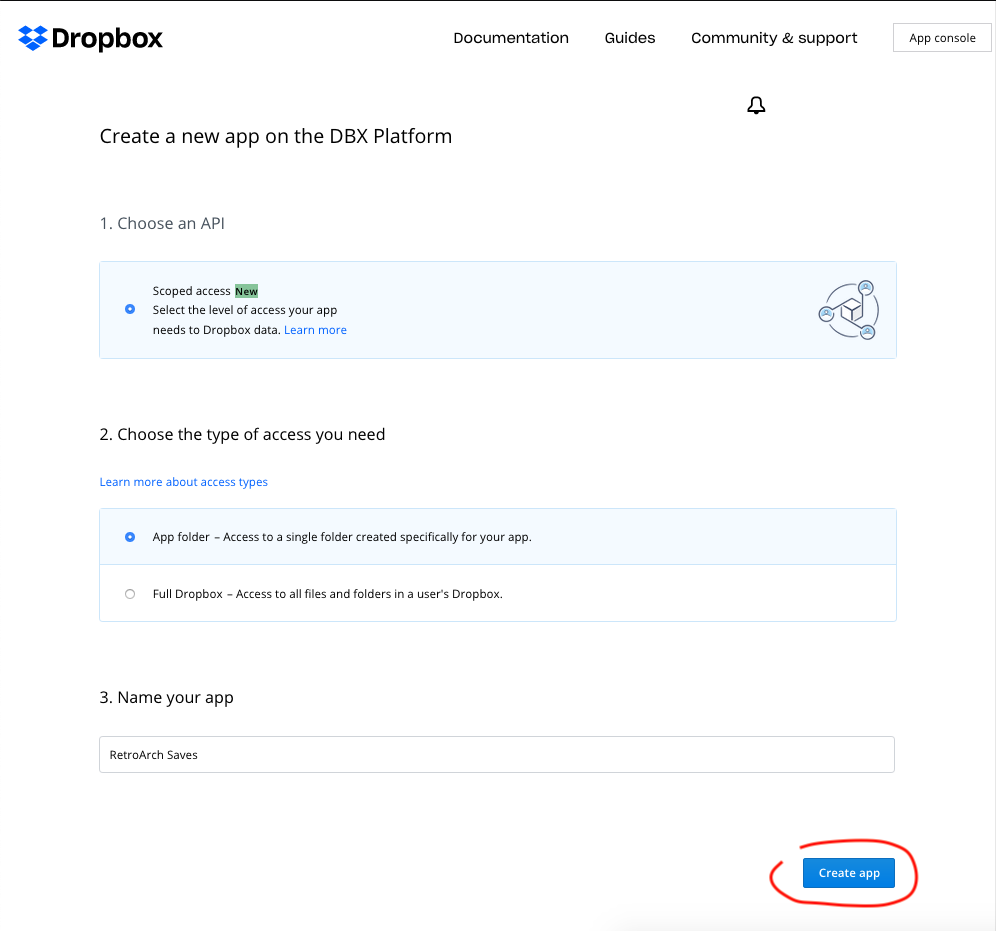 Dropbox
Documentation
Guides
Community & support
App console
Create a new app on the DBX Platform
1. Choose an API
Scoped access New
Select the level of access your app
needs to Dropbox data. Learn more
2. Choose the type of access you need
Learn more about access types
App folder – Access to a single folder created specifically for your app.
Full Dropbox – Access to all files and folders in a user's Dropbox.
3. Name your app
RetroArch Saves
Create app